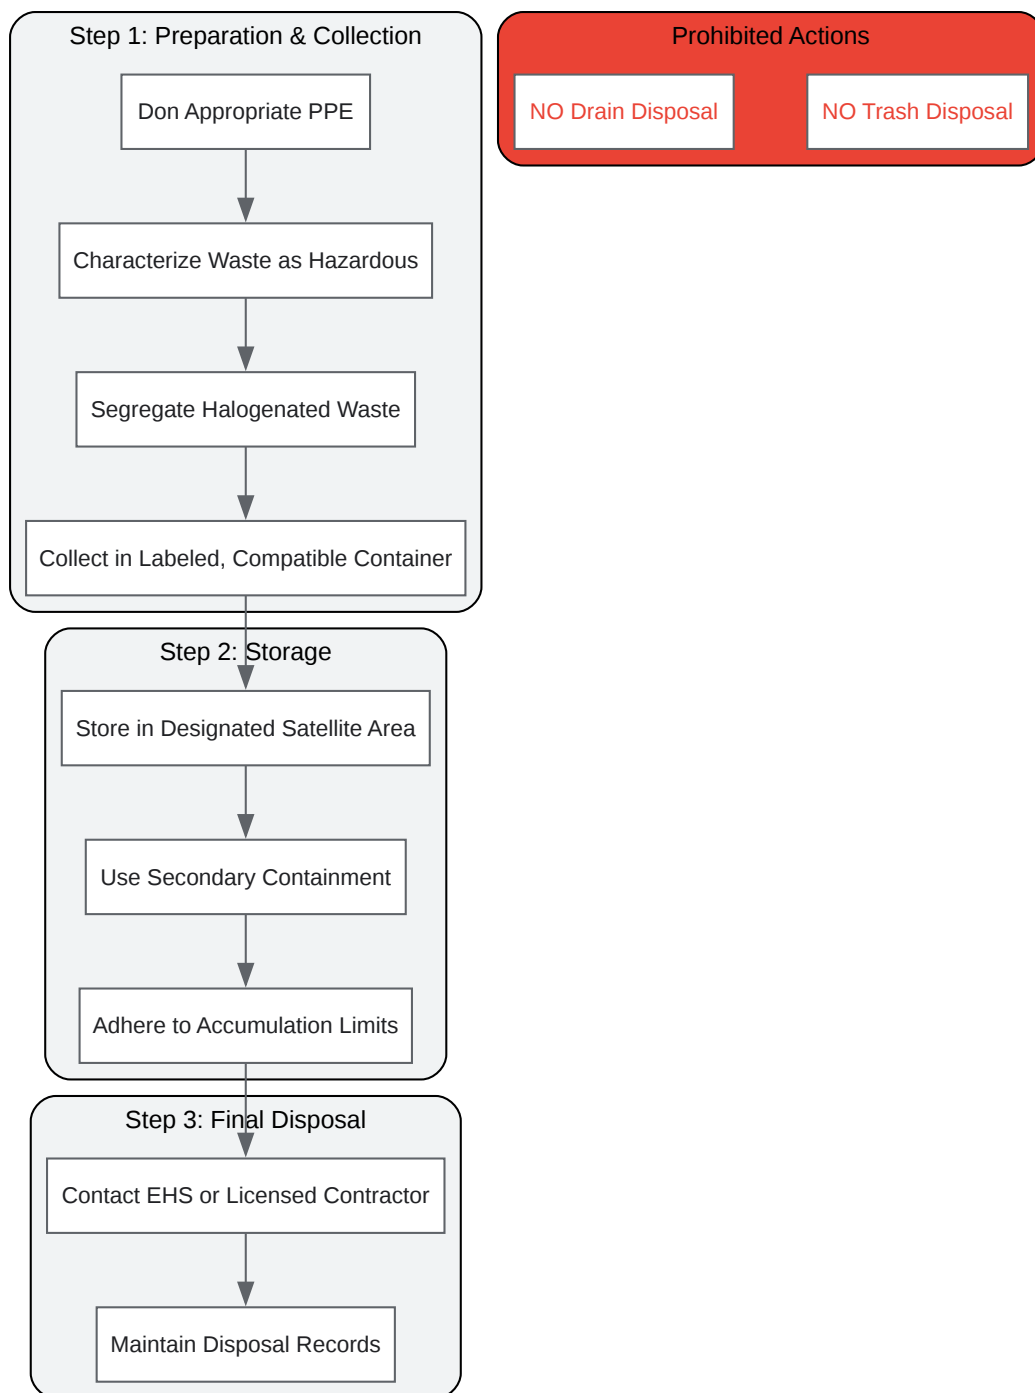 Step 1: Preparation & Collection
Don Appropriate PPE
Characterize Waste as Hazardous
Segregate Halogenated Waste
Collect in Labeled, Compatible Container
Step 2: Storage
Store in Designated Satellite Area
Use Secondary Containment
Adhere to Accumulation Limits
Step 3: Final Disposal
Contact EHS or Licensed Contractor
Maintain Disposal Records
Prohibited Actions
NO Drain Disposal
NO Trash Disposal